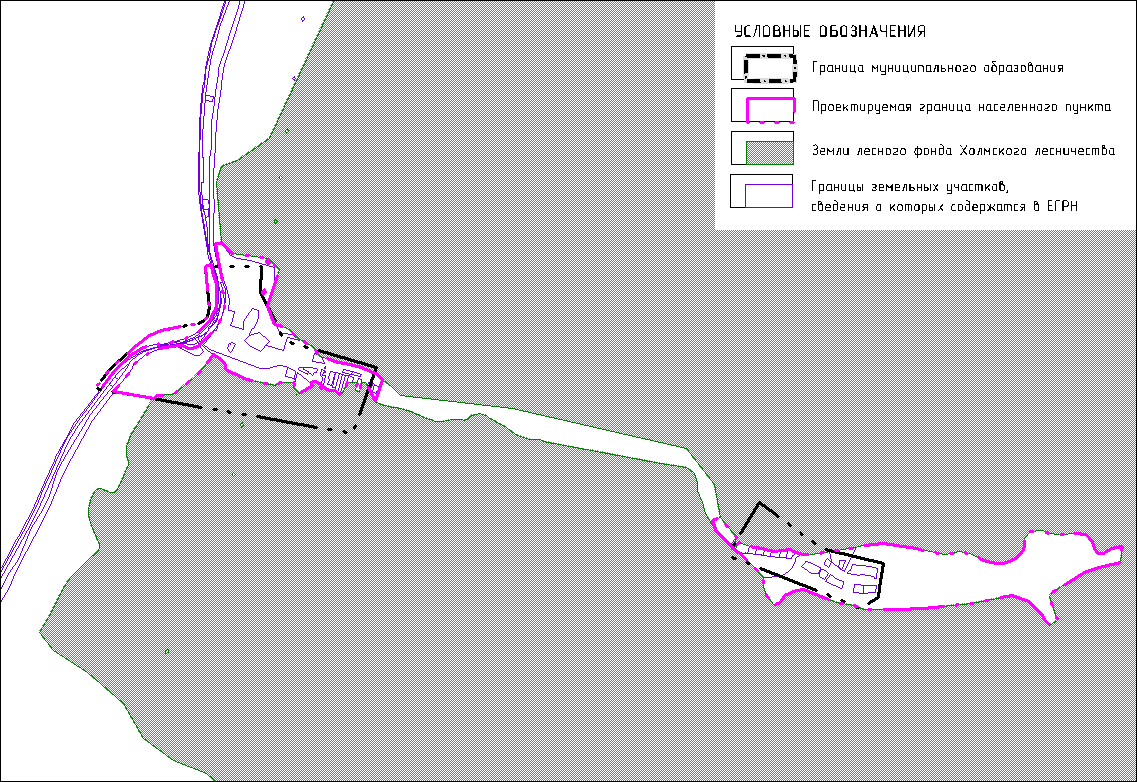 УСЛОВНЫЕ ОБОЗНАЧЕНИЯ
Граница муниципального образования
Проектируемая граница населенного пункта
Земли лесного фонда Холмского лесничества
Границы земельных участков,
сведения о которых содержатся в ЕГРН